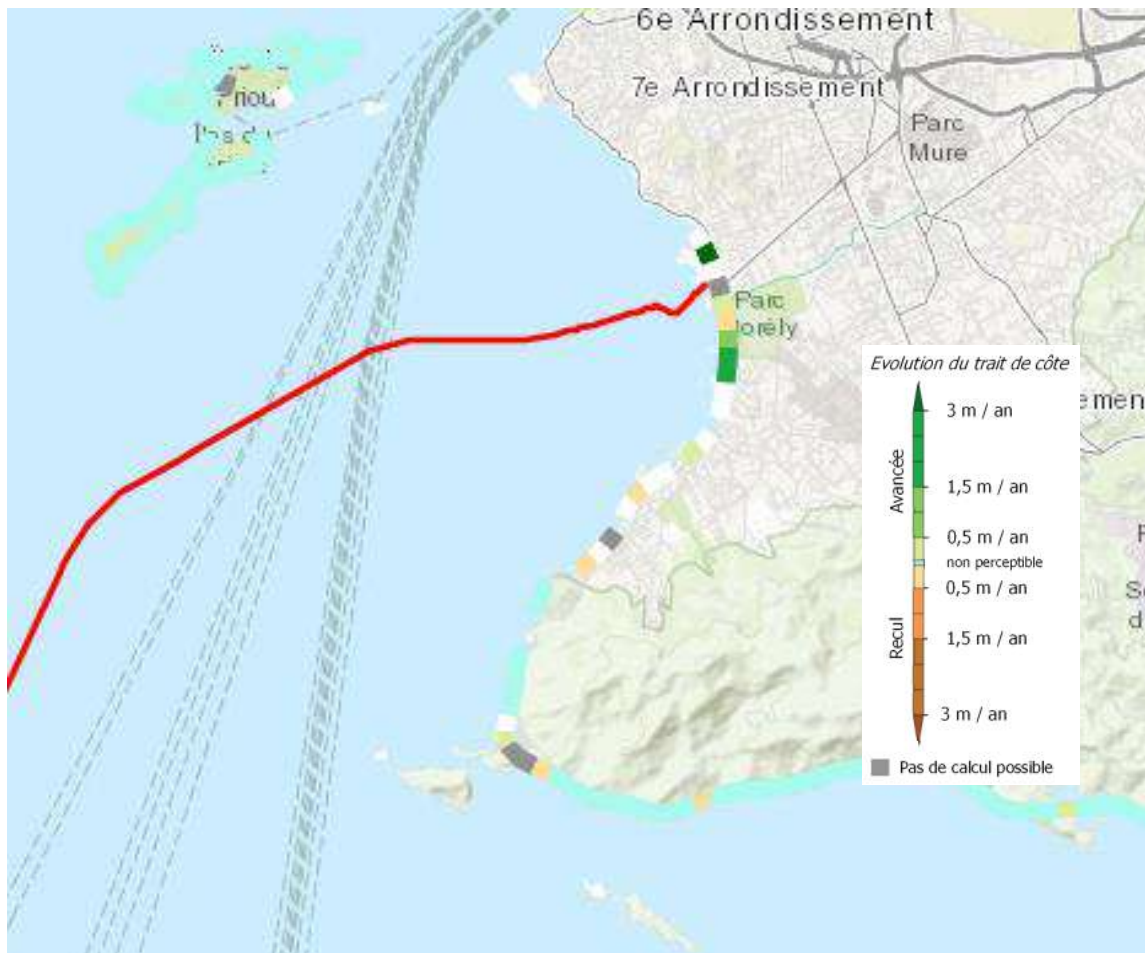 6e Arrondissement
7e Arrondissement
Parc
Mure
Parc
Evolution du trait de côte
3 m / an
1,5 m / an
0,5 m / an
non perceptible
0,5 m / an
1,5 m / an
3 m / an
Avancée
Recul
Pas de calcul possible